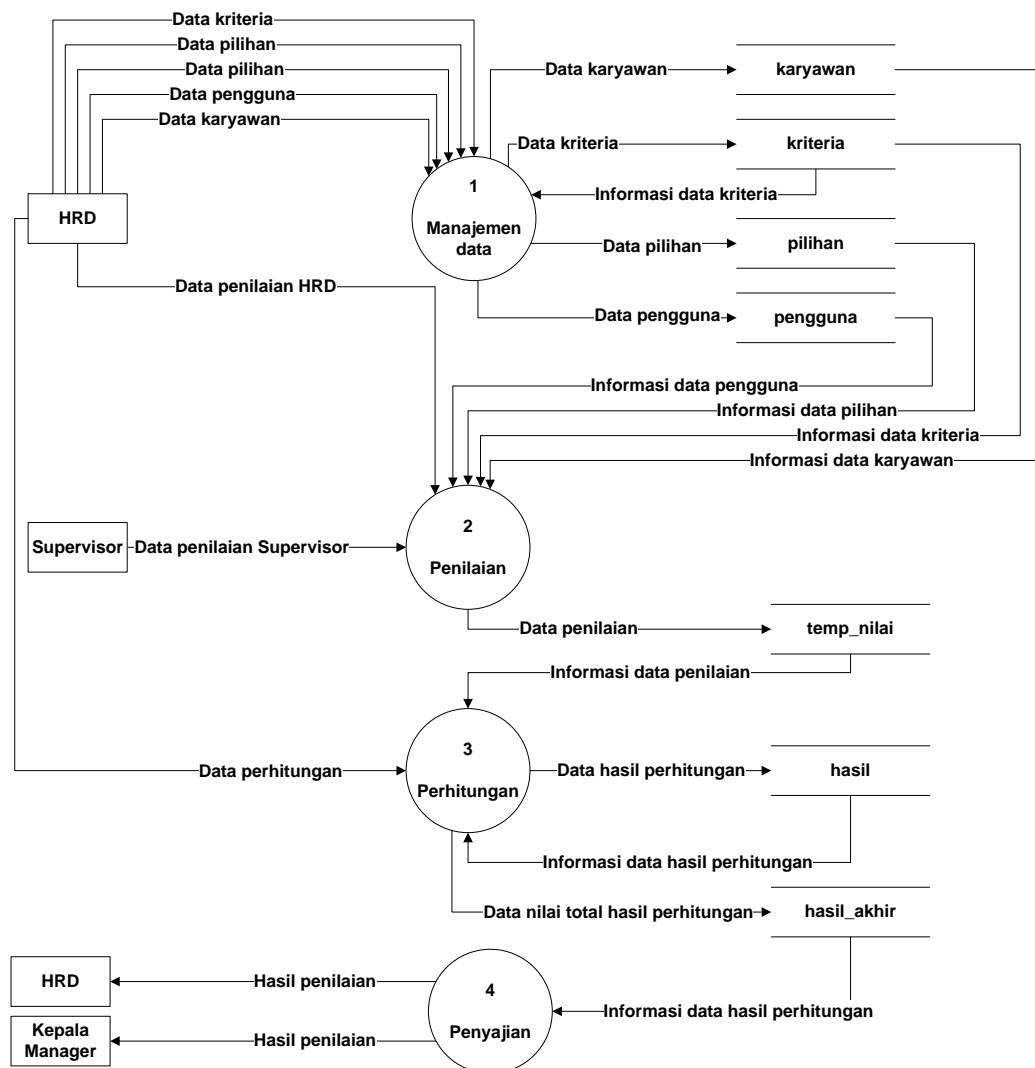 Data kriteria
Data pilihan
Data pilihan
Data pengguna
Data karyawan
Data karyawan
karyawan
Data kriteria
kriteria
1
Manajemen
data
Informasi data kriteria
HRD
Data pilihan
pilihan
Data penilaian HRD
Data pengguna
pengguna
Informasi data pengguna
Informasi data pilihan
Informasi data kriteria
Informasi data karyawan
Supervisor
Data penilaian Supervisor
2
Penilaian
Data penilaian
temp_nilai
Informasi data penilaian
3
Perhitungan
Data perhitungan
Data hasil perhitungan
hasil
Informasi data hasil perhitungan
Data nilai total hasil perhitungan
hasil_akhir
HRD
Hasil penilaian
4
Penyajian
Informasi data hasil perhitungan
Kepala
Manager
Hasil penilaian